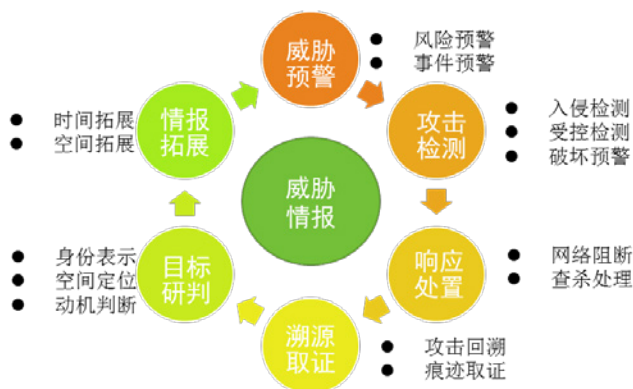 威胁
预警
风险预警
事件预警
攻击
检测
入侵检测
受控检测
破坏预警
响应
处置
网络阻断
查杀处理
溯源
取证
攻击回溯
痕迹取证
目标
研判
身份表示
空间定位
动机判断
情报
拓展
时间拓展
空间拓展
威胁
情报